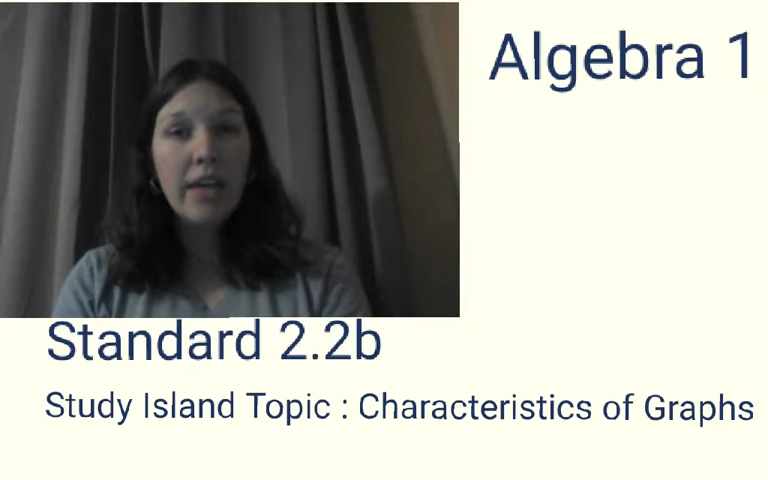 Algebra 1
Standard 2.2b
Study Island Topic : Characteristics of Graphs